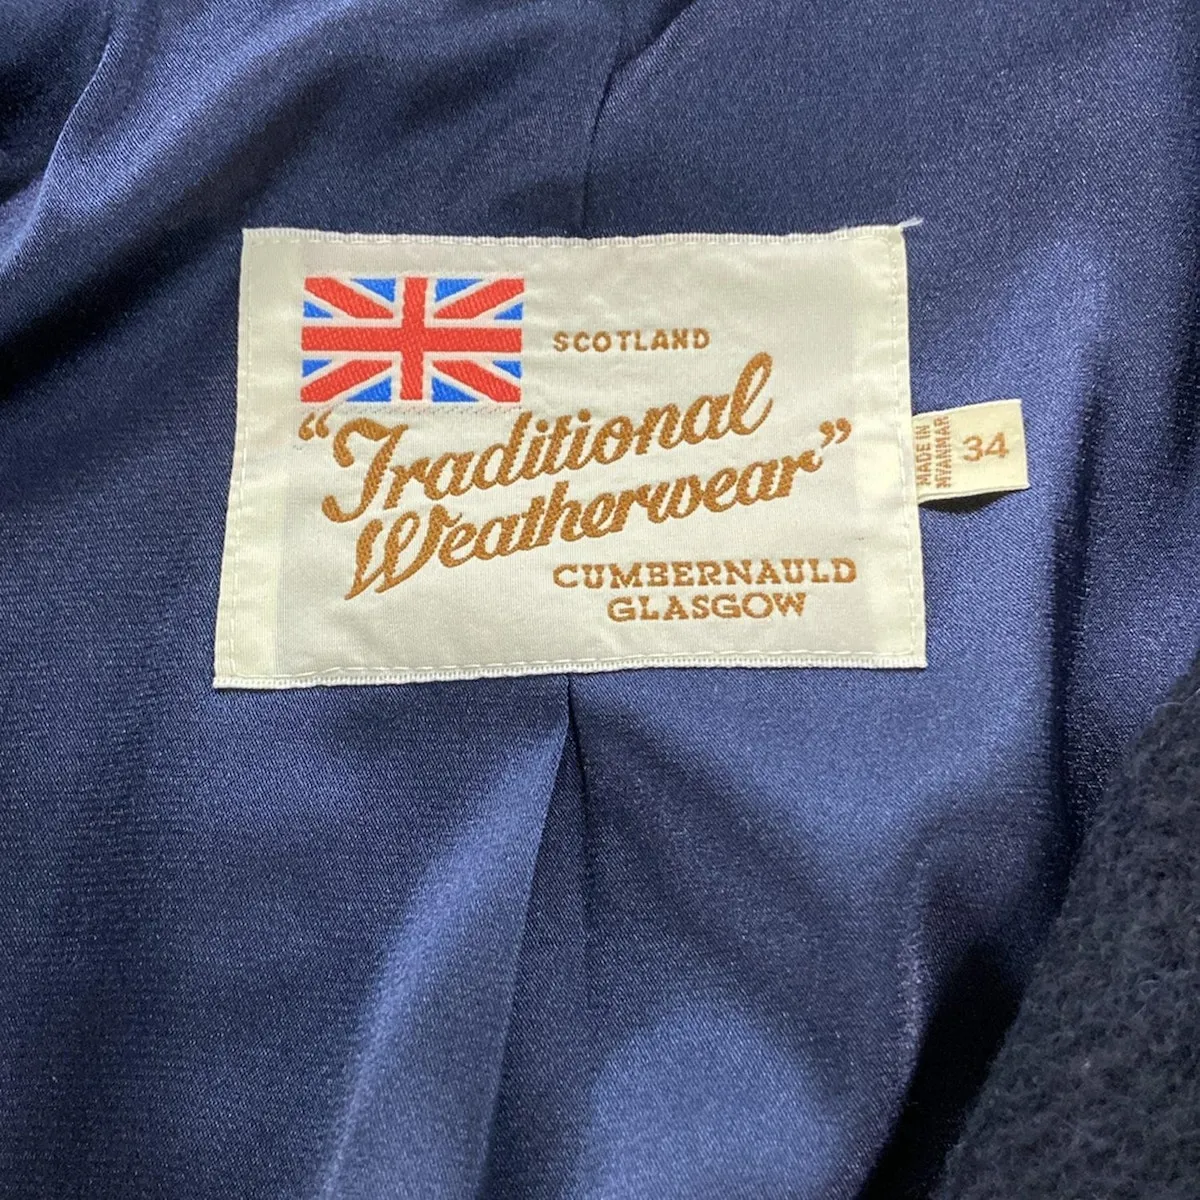 SCOTLAND
"Traditional
Weatherwear"
CUMBERNAULD
GLASGOW
MADE IN
MYANMAR
34